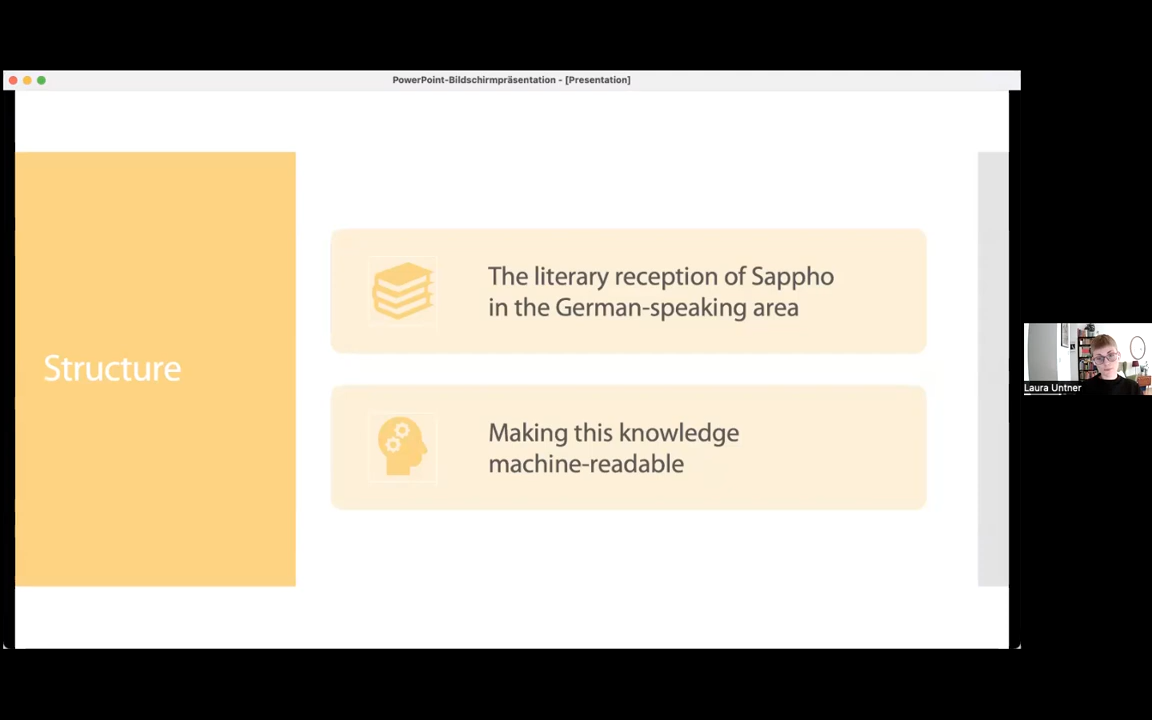 PowerPoint-Bildschirmpräsentation - [Presentation]
Structure
The literary reception of Sappho
in the German-speaking area
Making this knowledge
machine-readable
Laura Untner